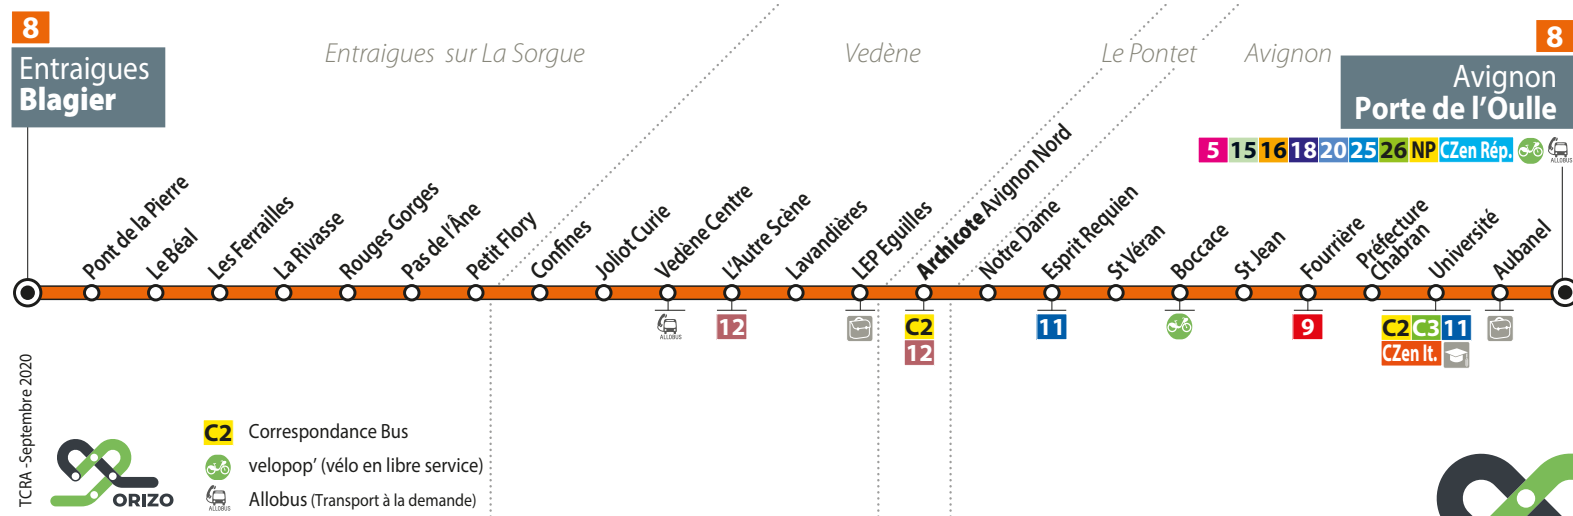 8
Entraigues
Blagier
Entraigues sur La Sorgue
Vedène
Le Pontet
Avignon
8
Avignon
Porte de l'Oulle
5 15 16 18 20 25 26 NP CZen Rép.
ALLOBUS
Pont de la Pierre
Le Béal
Les Ferrailles
La Rivasse
Rouges Gorges
Pas de l'Âne
Petit Flory
Confines
Joliot Curie
Vedène Centre
L'Autre Scène
Lavandières
LEP Eguilles
Archicote Avignon Nord
Notre Dame
Esprit Requien
St Véran
Boccace
St Jean
Fourrière
Préfecture
Chabran
Université
Aubanel
ALLOBUS
12
C2
12
11
9
C2 C3 11
CZen It.
TCRA -Septembre 2020
ORIZO
C2 Correspondance Bus
velopop' (vélo en libre service)
ALLOBUS Allobus (Transport à la demande)